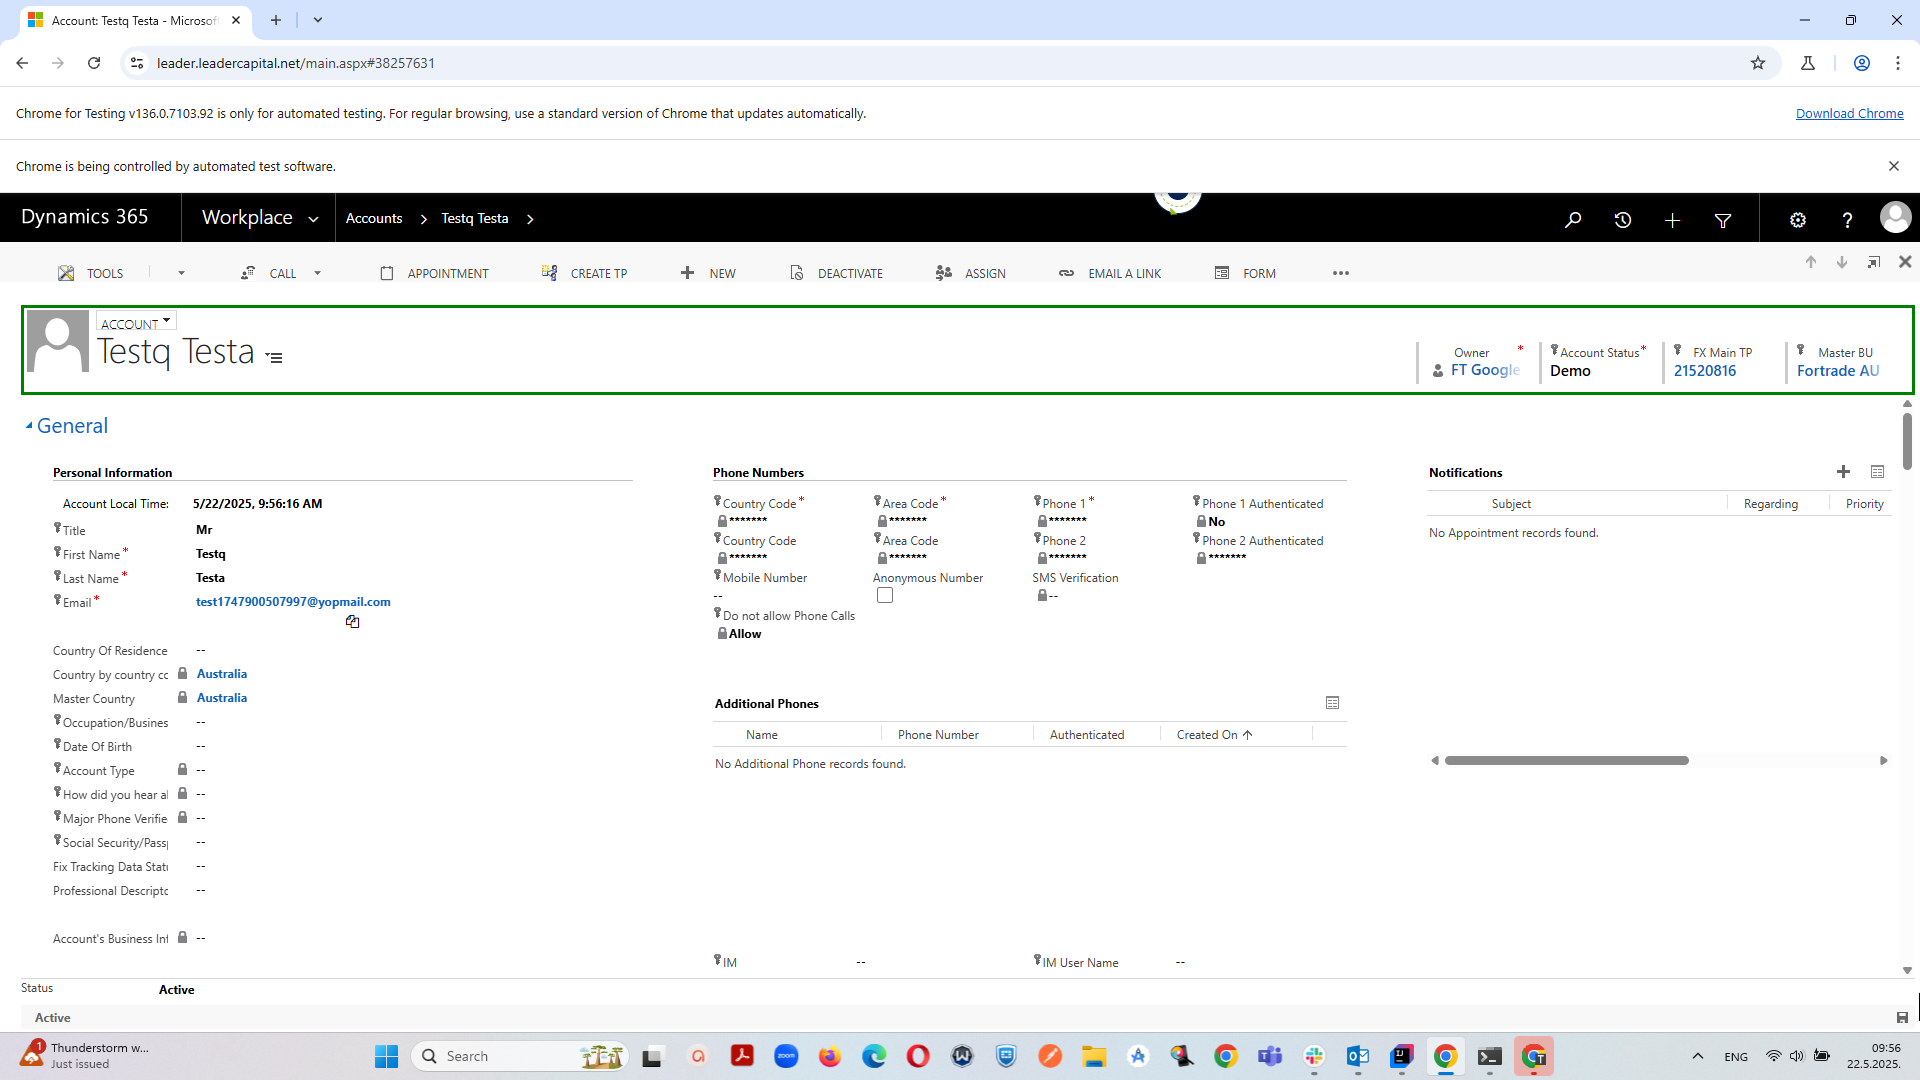 Account: Testq Testa - Microsof
leader.leadercapital.net/main.aspx#38257631
Chrome for Testing v136.0.7103.92 is only for automated testing. For regular browsing, use a standard version of Chrome that updates automatically.
Download Chrome
Chrome is being controlled by automated test software.
Dynamics 365
Workplace
Accounts
Testq Testa
TOOLS
CALL
APPOINTMENT
CREATE TP
NEW
DEACTIVATE
ASSIGN
EMAIL A LINK
FORM
ACCOUNT
Testq Testa
Owner *
FT Google
Account Status *
Demo
FX Main TP
21520816
Master BU
Fortrade AU
General
Personal Information
Account Local Time: 5/22/2025, 9:56:16 AM
Title Mr
First Name * Testq
Last Name * Testa
Email * test1747900507997@yopmail.com
Country Of Residence --
Country by country cc Australia
Master Country Australia
Occupation/Busines --
Date Of Birth --
Account Type --
How did you hear al --
Major Phone Verifie --
Social Security/Passp --
Fix Tracking Data Statu --
Professional Descripto --
Account's Business Int --
Phone Numbers
Country Code * Area Code * Phone 1 * Phone 1 Authenticated
******* ******* ******* No
Country Code Area Code Phone 2 Phone 2 Authenticated
******* ******* ******* *******
Mobile Number Anonymous Number SMS Verification
-- --
Do not allow Phone Calls
Allow
Additional Phones
Name Phone Number Authenticated Created On
No Additional Phone records found.
IM -- IM User Name --
Notifications
Subject Regarding Priority
No Appointment records found.
Status Active
Active
1
Thunderstorm w...
Just issued
Search
zoom
ENG
09:56
22.5.2025.